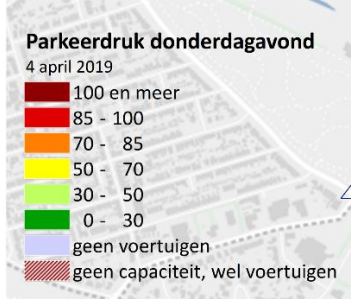 Parkeerdruk donderdagavond
4 april 2019
100 en meer
85 - 100
70 - 85
50 - 70
30 - 50
0 - 30
geen voertuigen
geen capaciteit, wel voertuigen